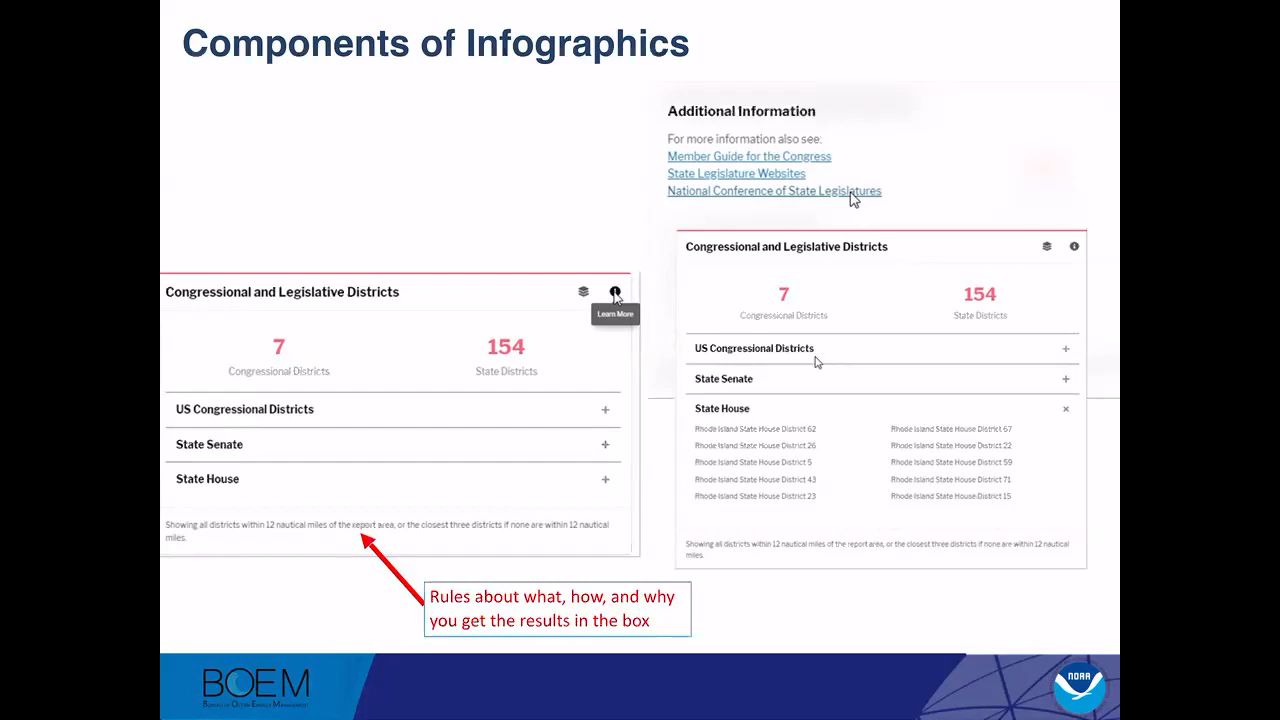 Components of Infographics
Additional Information
For more information also see:
Member Guide for the Congress
State Legislature Websites
National Conference of State Legislatures
Congressional and Legislative Districts
Learn More
7
154
Congressional Districts
State Districts
US Congressional Districts
State Senate
State House
Showing all districts within 12 nautical miles of the report area, or the closest three districts if none are within 12 nautical
miles.
Rules about what, how, and why
you get the results in the box
Congressional and Legislative Districts
7
154
Congressional Districts
State Districts
US Congressional Districts
State Senate
State House
Rhode Island State House District 62
Rhode Island State House District 67
Rhode Island State House District 26
Rhode Island State House District 22
Rhode Island State House District 5
Rhode Island State House District 59
Rhode Island State House District 43
Rhode Island State House District 71
Rhode Island State House District 23
Rhode Island State House District 15
Showing all districts within 12 nautical miles of the report area, or the closest three districts if none are within 12 nautical
miles.
BOEM
Bureau of Ocean Energy Management
NOAA